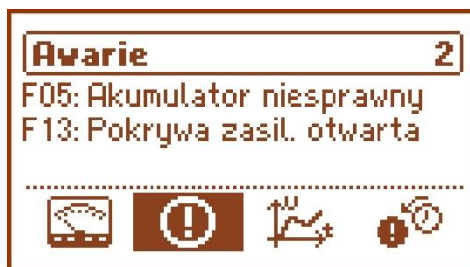 Awarie 2
F05: Akumulator niesprawny
F13: Pokrywa zasil. otwarta
U
t